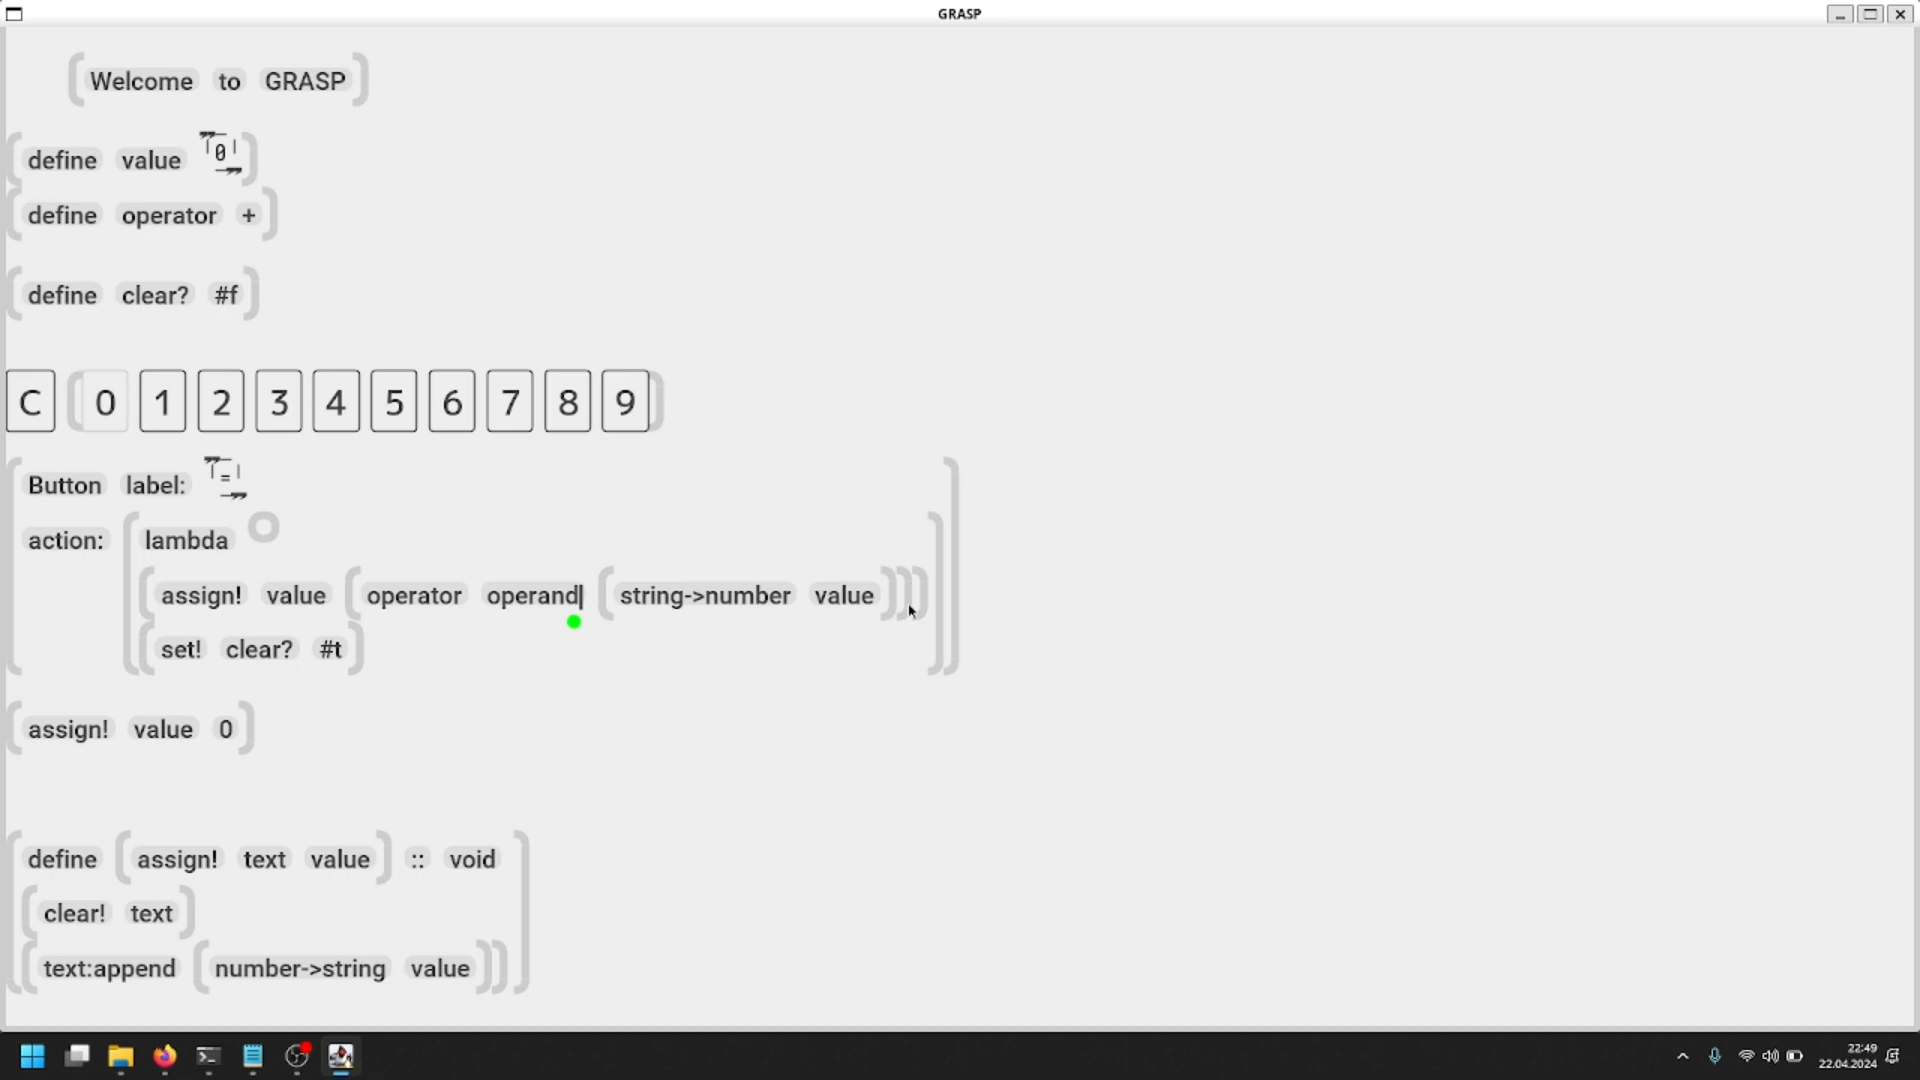 GRASP
Welcome to GRASP
define value "0"
define operator +
define clear? #f
C 0 1 2 3 4 5 6 7 8 9
Button label: "="
action: lambda
assign! value operator operand string->number value
set! clear? #t
assign! value 0
define assign! text value :: void
clear! text
text:append number->string value
22:49
22.04.2024